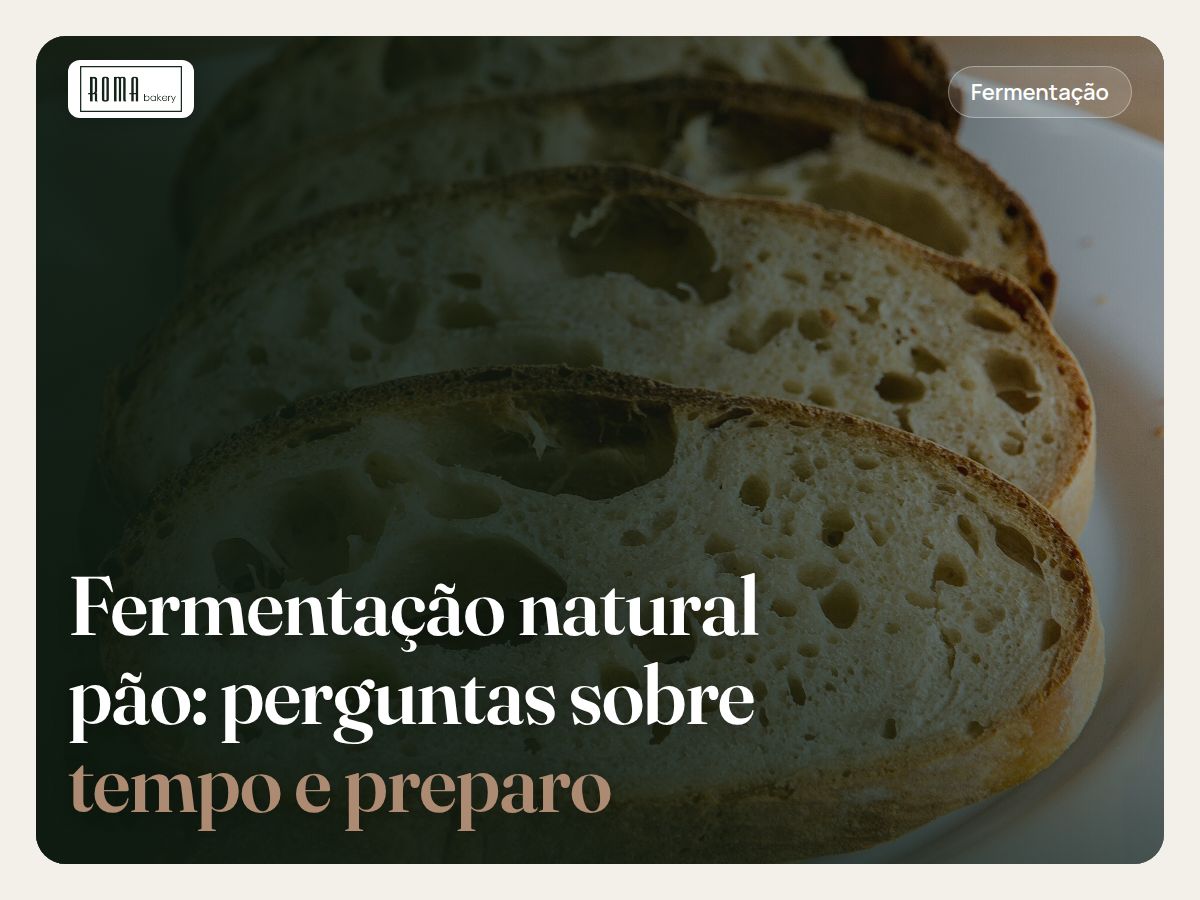 ROMA bakery
Fermentação
Fermentação natural
pão: perguntas sobre
tempo e preparo